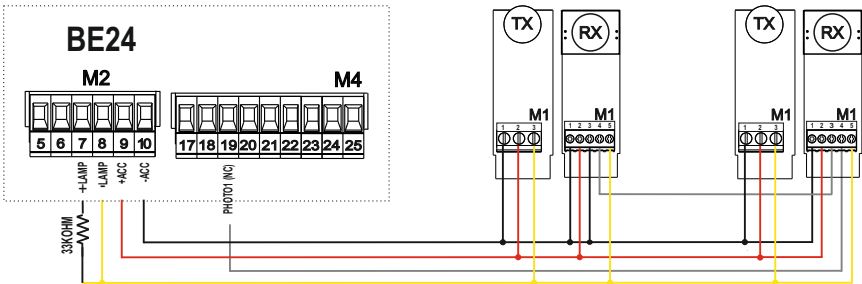 BE24
M2
M4
5 6 7 8 9 10
17 18 19 20 21 22 23 24 25
++LAMP
-LAMP
+ACC
-ACC
PHOTO1 (NC)
33KOHM
TX
RX
TX
RX
M1
M1
M1
M1
1 2 3
1 2 3 4 5
1 2 3
1 2 3 4 5